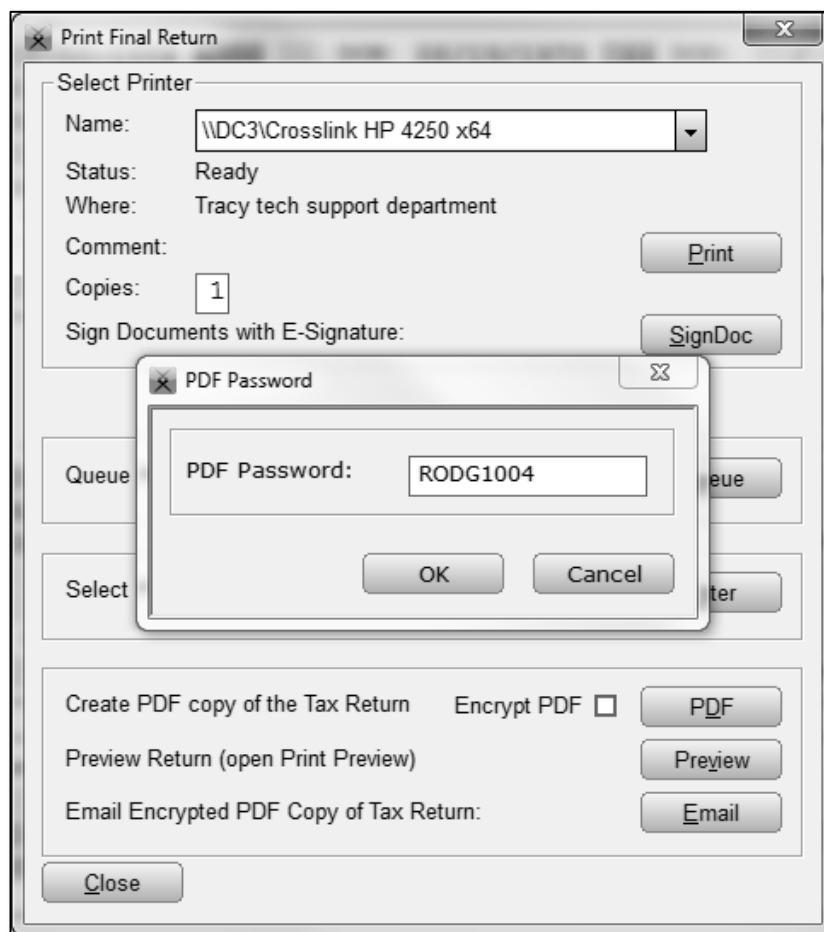 Print Final Return
Select Printer
Name: \\DC3\Crosslink HP 4250 x64
Status: Ready
Where: Tracy tech support department
Comment: Print
Copies: 1
Sign Documents with E-Signature: SignDoc
PDF Password
Queue
PDF Password: RODG1004
OK Cancel
Select
Create PDF copy of the Tax Return Encrypt PDF PDF
Preview Return (open Print Preview) Preview
Email Encrypted PDF Copy of Tax Return: Email
Close